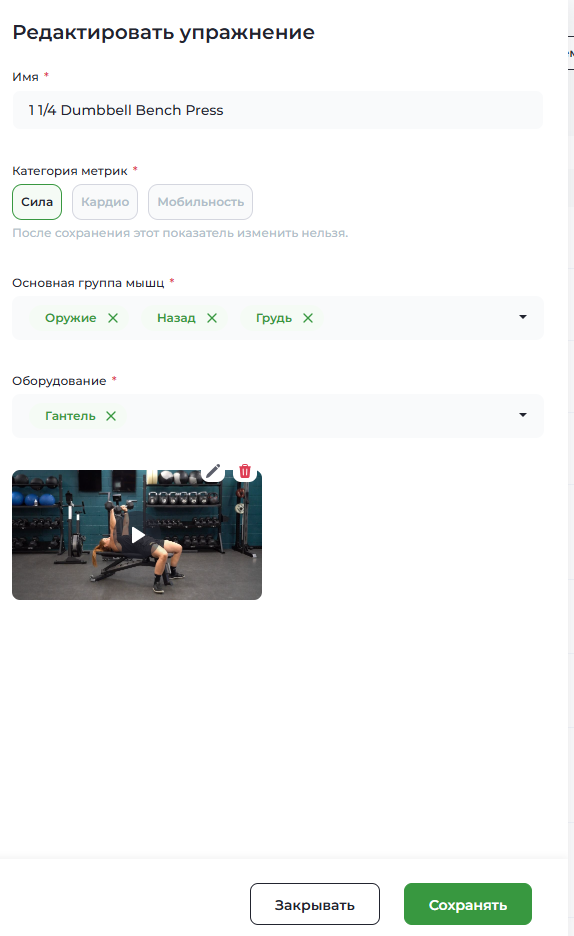 Редактировать упражнение
Имя *
1 1/4 Dumbbell Bench Press
Категория метрик *
Сила Кардио Мобильность
После сохранения этот показатель изменить нельзя.
Основная группа мышц *
Оружие Назад Грудь
Оборудование *
Гантель
Закрывать Сохранять